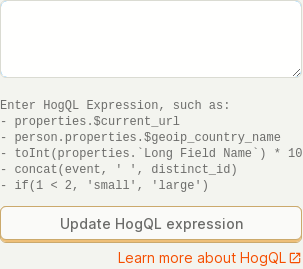 Enter HogQL Expression, such as:
- properties.$current_url
- person.properties.$geoip_country_name
- toInt(properties.`Long Field Name`) * 10
- concat(event, ' ', distinct_id)
- if(1 < 2, 'small', 'large')
Update HogQL expression
Learn more about HogQL